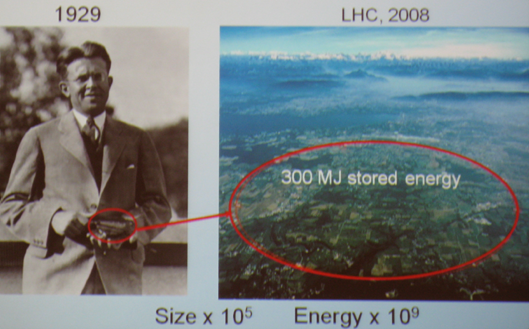 1929
LHC, 2008
300 MJ stored energy
Size x 10⁵
Energy x 10⁹